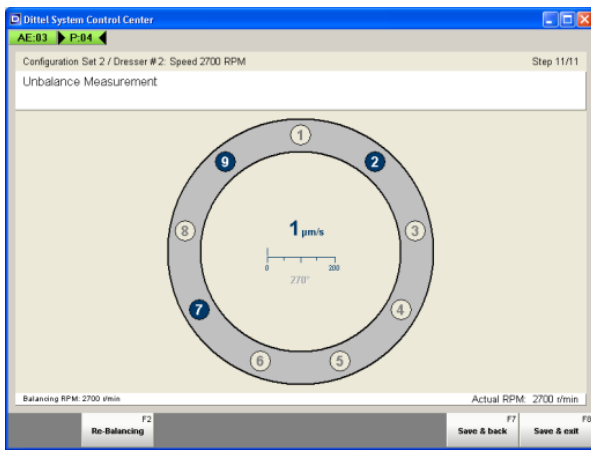 Dittel System Control Center
AE:03 P:04
Configuration Set 2 / Dresser #2: Speed 2700 RPM Step 11/11
Unbalance Measurement
1
9 2
8 3
1 µm/s
0 200
270°
7 4
6 5
Balancing RPM: 2700 r/min Actual RPM: 2700 r/min
F2 F7 F8
Re-Balancing Save & back Save & exit